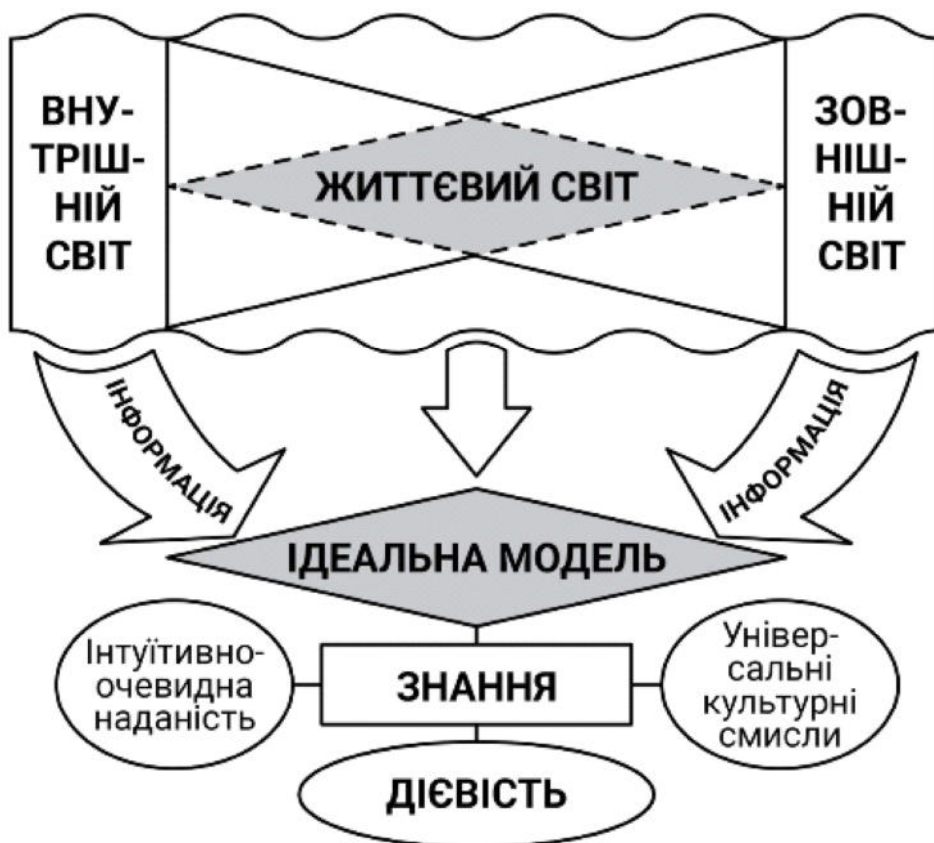 ВНУ-
ТРІШ-
НІЙ
СВІТ
ЖИТТЄВИЙ СВІТ
ЗОВ-
НІШ-
НІЙ
СВІТ
ІНФОРМАЦІЯ
ІНФОРМАЦІЯ
ІДЕАЛЬНА МОДЕЛЬ
Інтуїтивно-
очевидна
наданість
ЗНАННЯ
Універ-
сальні
культурні
смисли
ДІЄВІСТЬ